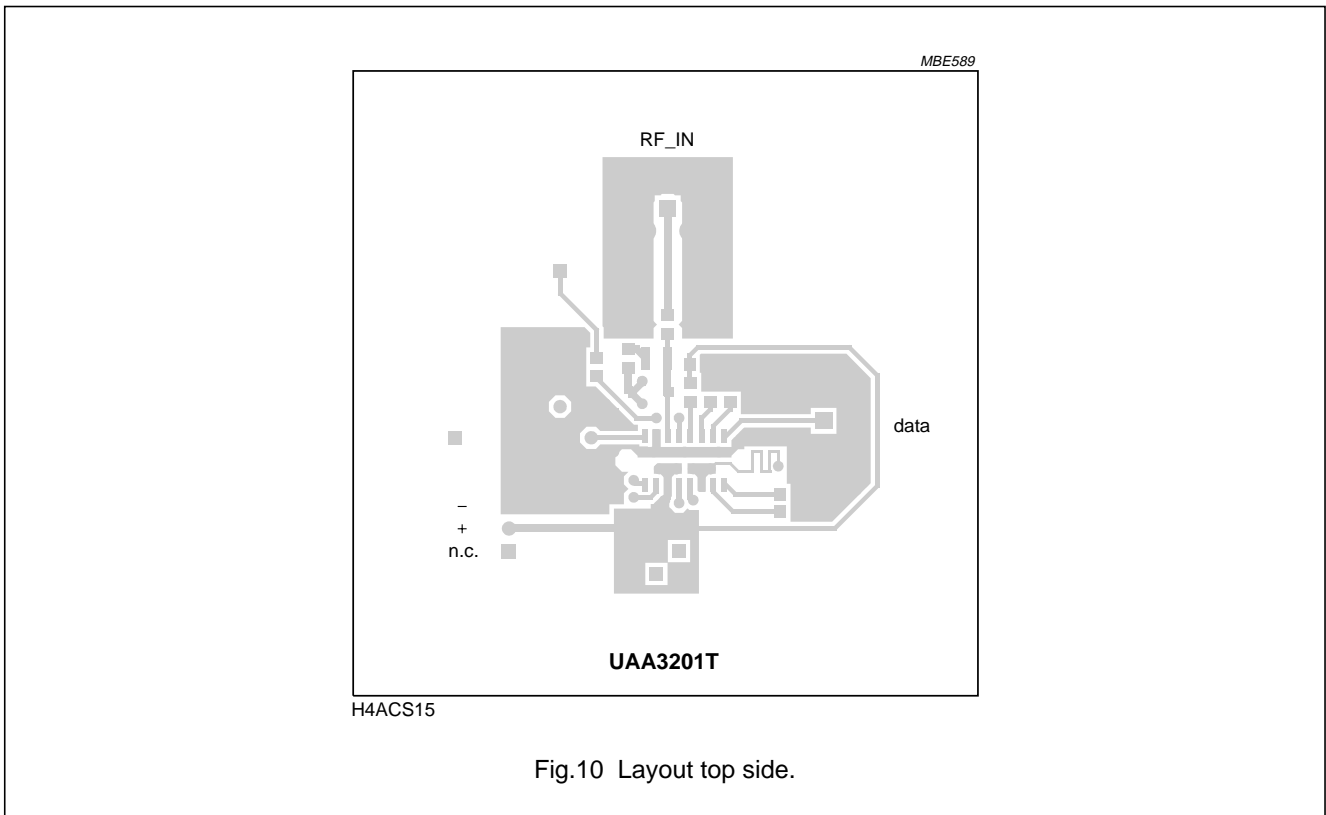 MBE589
RF_IN
data
−
+
n.c.
UAA3201T
H4ACS15
Fig.10 Layout top side.